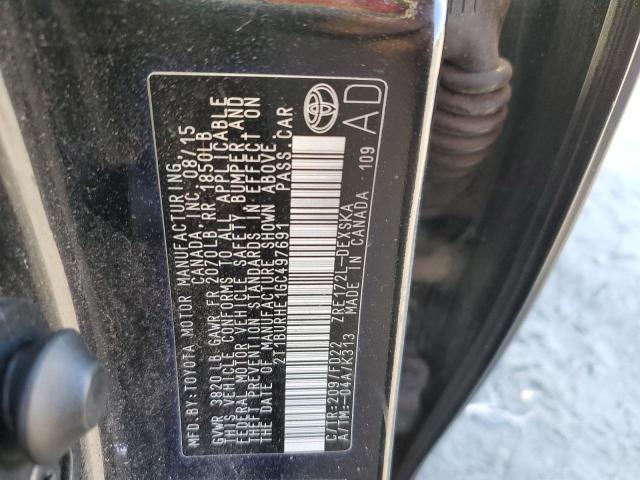 MFD.BY:TOYOTA MOTOR MANUFACTURING
CANADA, INC. 08/15
GVWR 3820LB GAWR FR 2070LB RR 1850LB
THIS VEHICLE CONFORMS TO ALL APPLICABLE
FEDERAL MOTOR VEHICLE SAFETY, BUMPER, AND
THEFT PREVENTION STANDARDS IN EFFECT ON
THE DATE OF MANUFACTURE SHOWN ABOVE.
2T1BURHE1GC497691 PASS.CAR
C/TR:209/FD22 ZRE172L-DEXSKA
A/TM:-04A/K313 MADE IN CANADA 109
AD